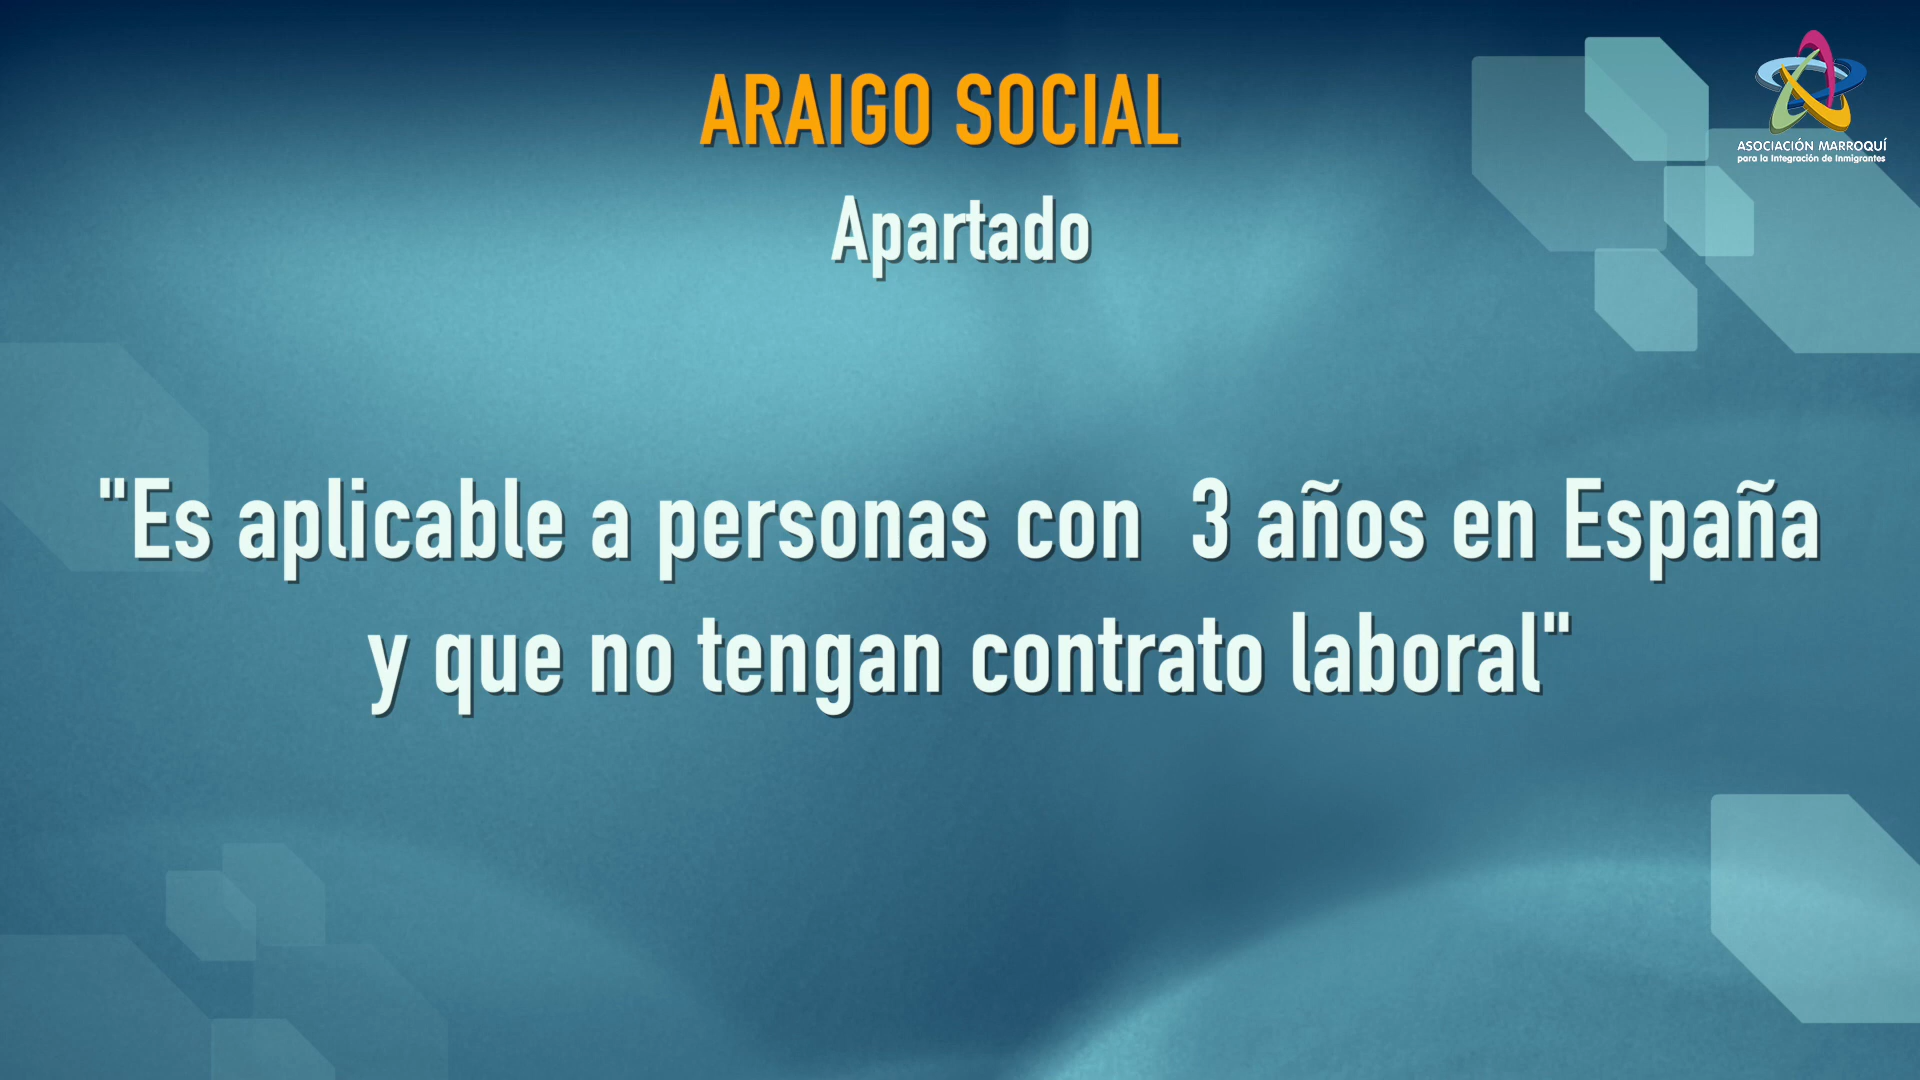 ARAIGO SOCIAL
ASOCIACIÓN MARROQUÍ
para la Integración de Inmigrantes
Apartado
"Es aplicable a personas con  3 años en España
y que no tengan contrato laboral"